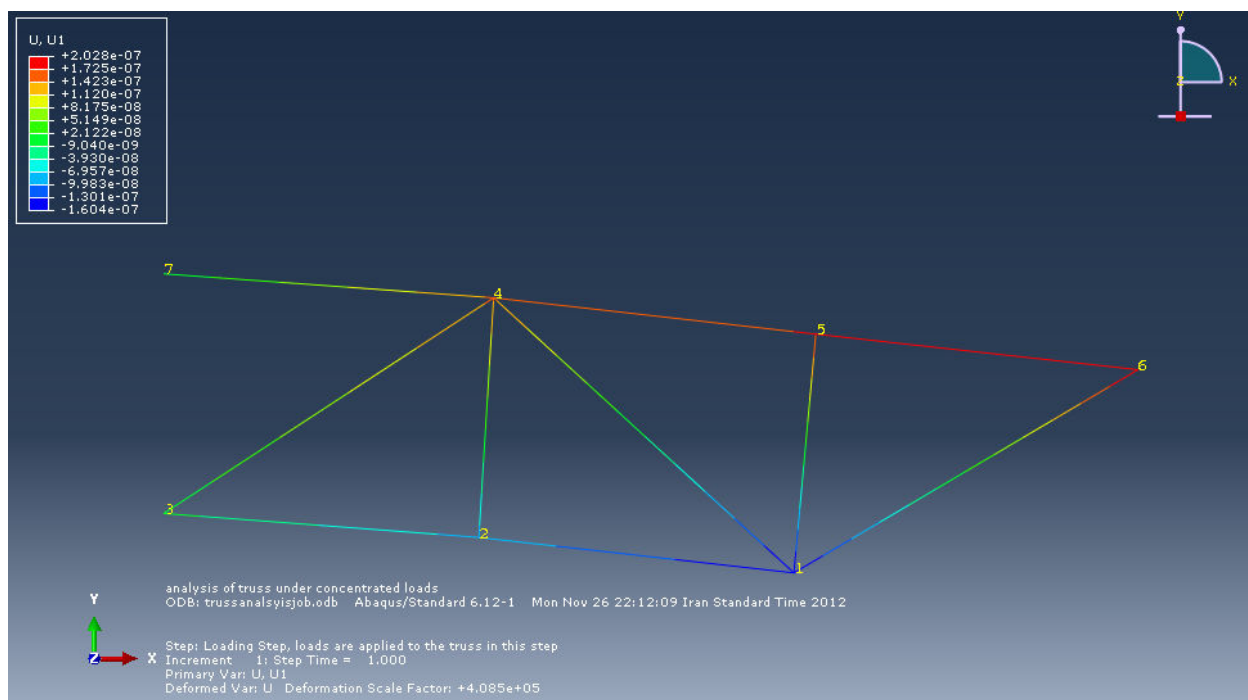 U, U1
+2.028e-07
+1.725e-07
+1.423e-07
+1.120e-07
+8.175e-08
+5.149e-08
+2.122e-08
-9.040e-09
-3.930e-08
-6.957e-08
-9.983e-08
-1.301e-07
-1.604e-07
Y
Z X
7
4
5
6
3
2
1
analysis of truss under concentrated loads
ODB: trussanalsyisjob.odb Abaqus/Standard 6.12-1 Mon Nov 26 22:12:09 Iran Standard Time 2012
Y
Z X
Step: Loading Step, loads are applied to the truss in this step
Increment 1: Step Time = 1.000
Primary Var: U, U1
Deformed Var: U Deformation Scale Factor: +4.085e+05